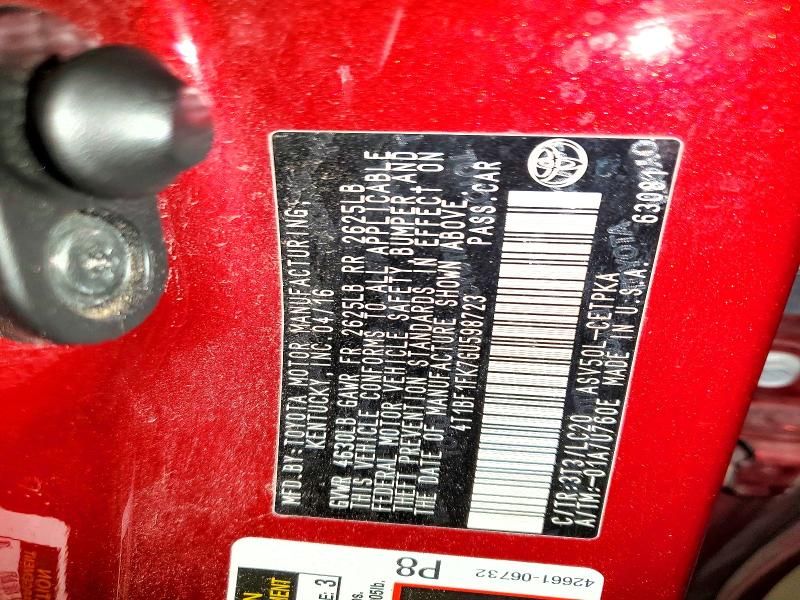 MFD BY: TOYOTA MOTOR MANUFACTURING,
KENTUCKY, INC. 04/16
GVWR 4630LB GAWR FR 2625LB RR 2625LB
THIS VEHICLE CONFORMS TO ALL APPLICABLE
FEDERAL MOTOR VEHICLE SAFETY, BUMPER, AND
THEFT PREVENTION STANDARDS IN EFFECT ON
THE DATE OF MANUFACTURE SHOWN ABOVE.
4T1BF1FK7GU598723 PASS. CAR
C/TR: 3D3/LC20 ASV50L-CETPKA
A/TM: -01A/U760E MADE IN U.S.A.
P8
42661-06732